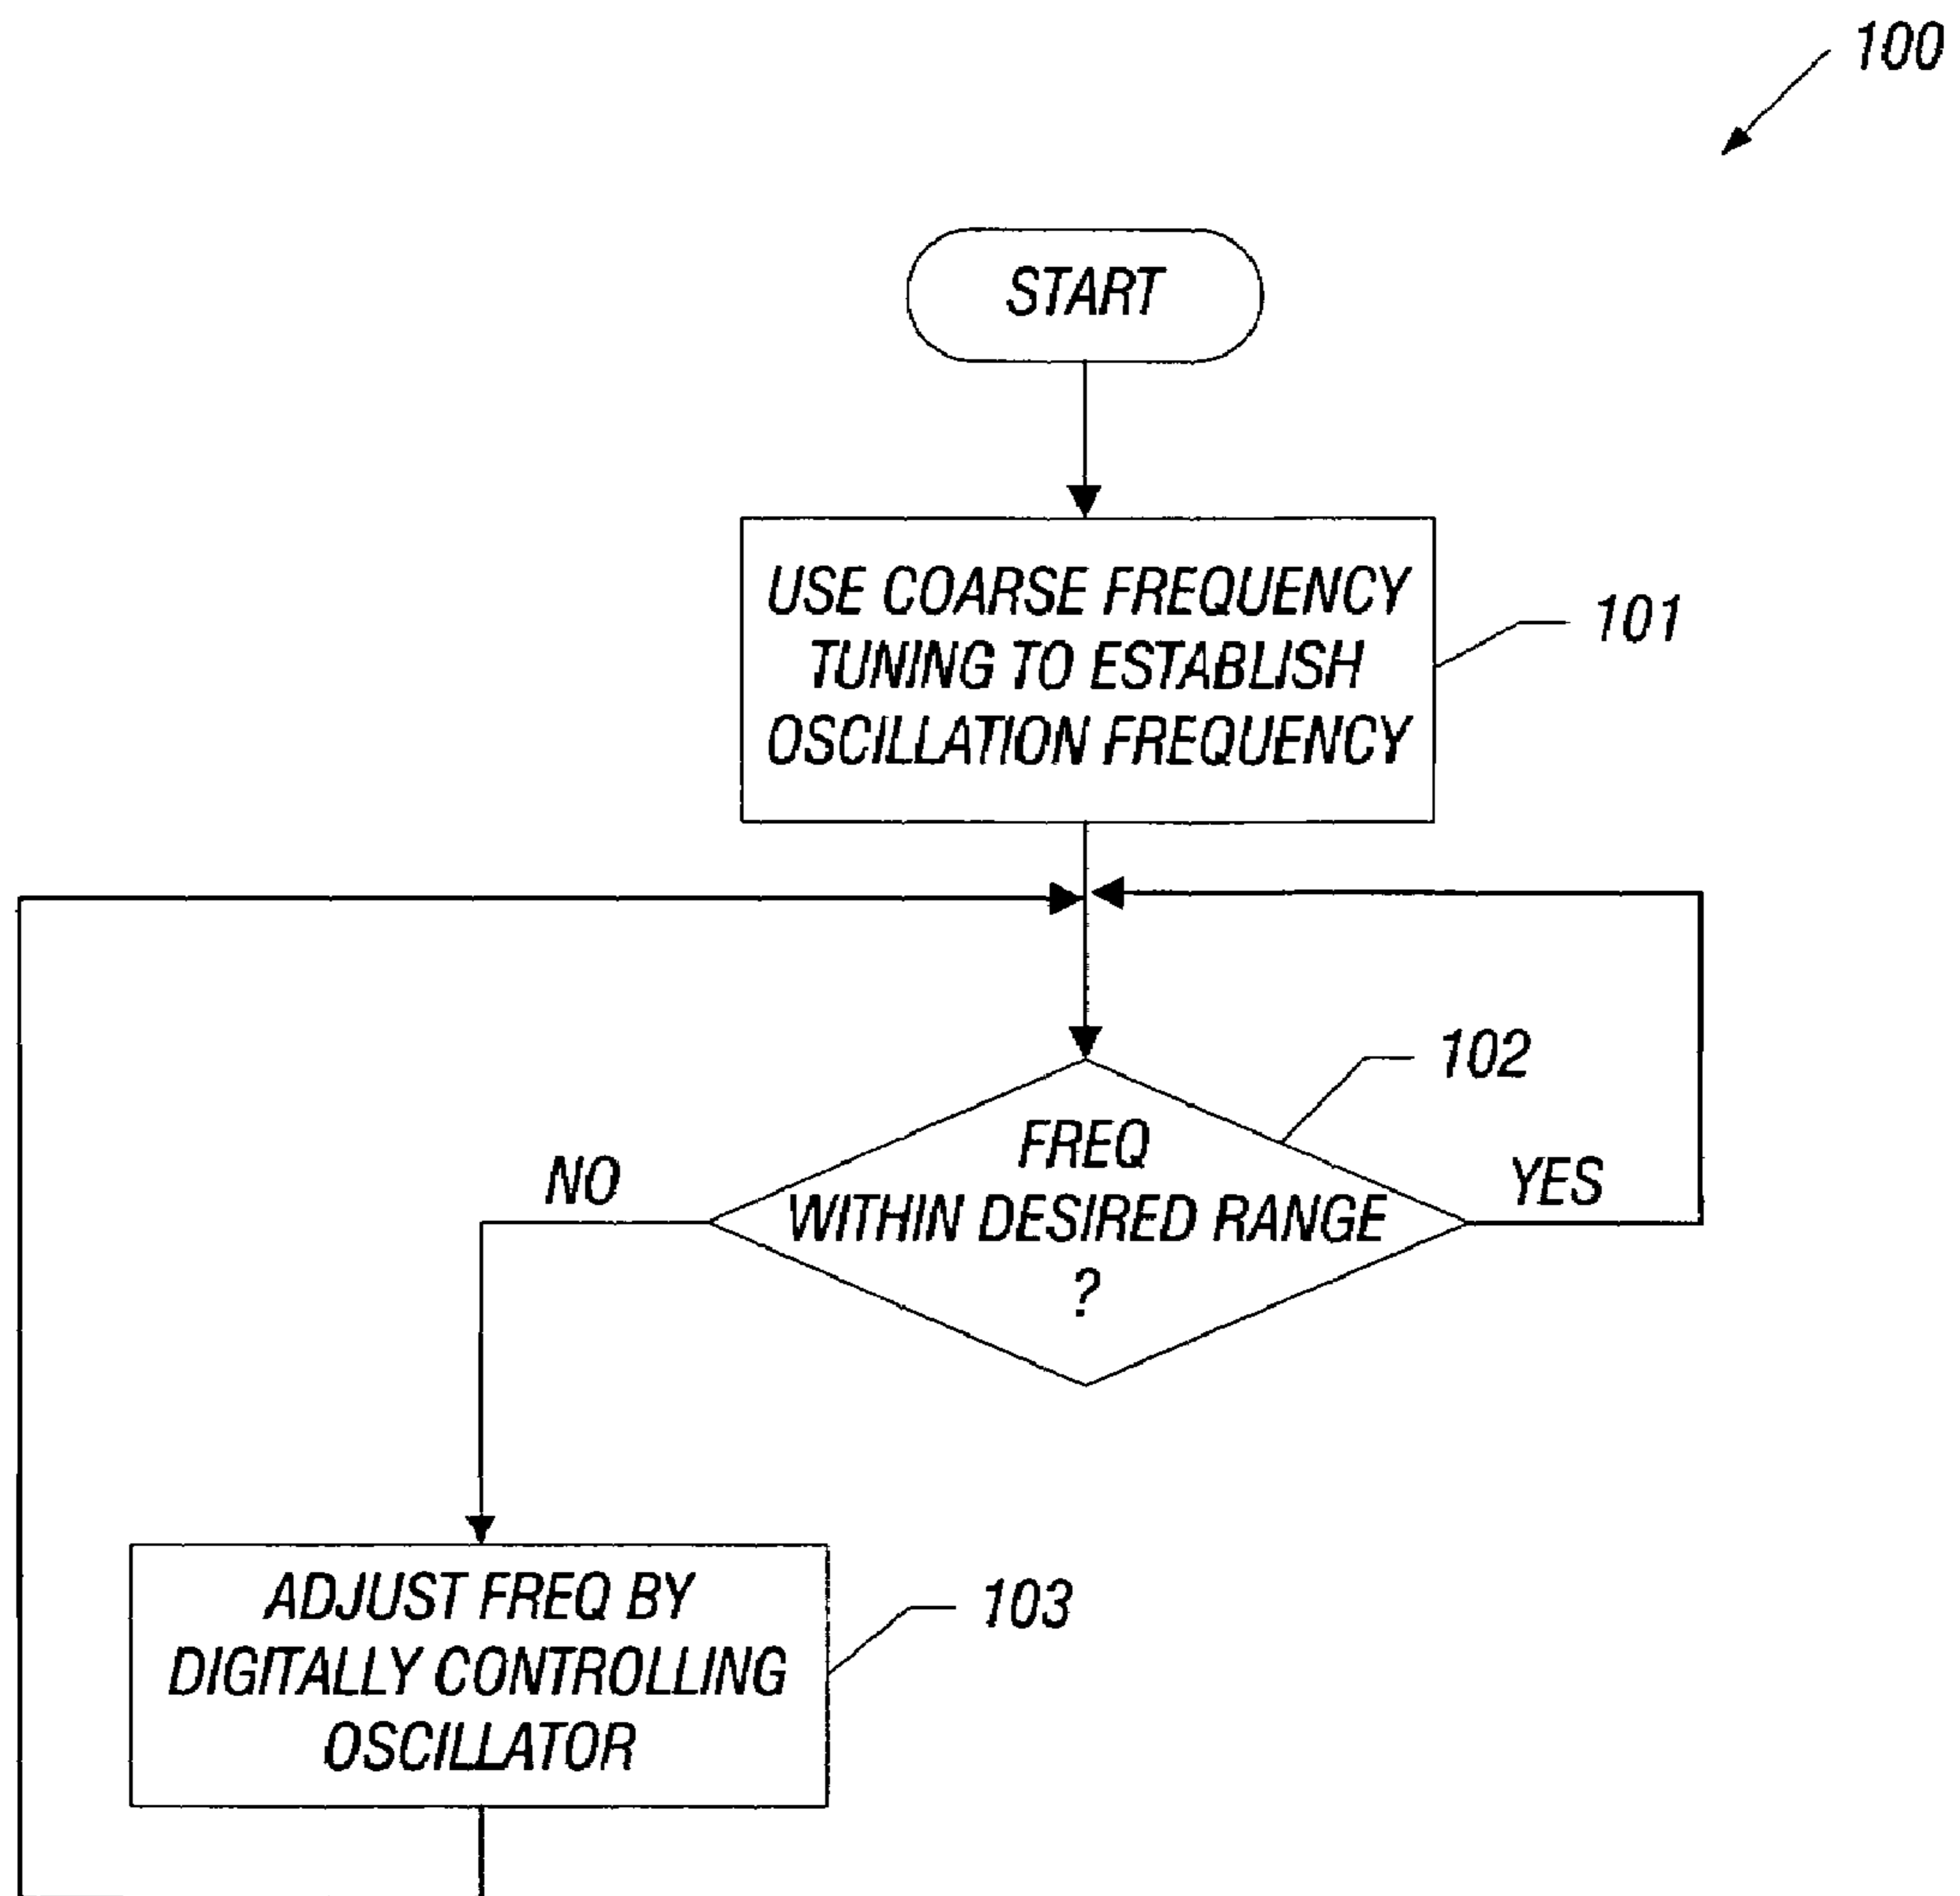 100
START
USE COARSE FREQUENCY
TUNING TO ESTABLISH
OSCILLATION FREQUENCY
101
102
FREQ
WITHIN DESIRED RANGE
?
NO
YES
ADJUST FREQ BY
DIGITALLY CONTROLLING
OSCILLATOR
103